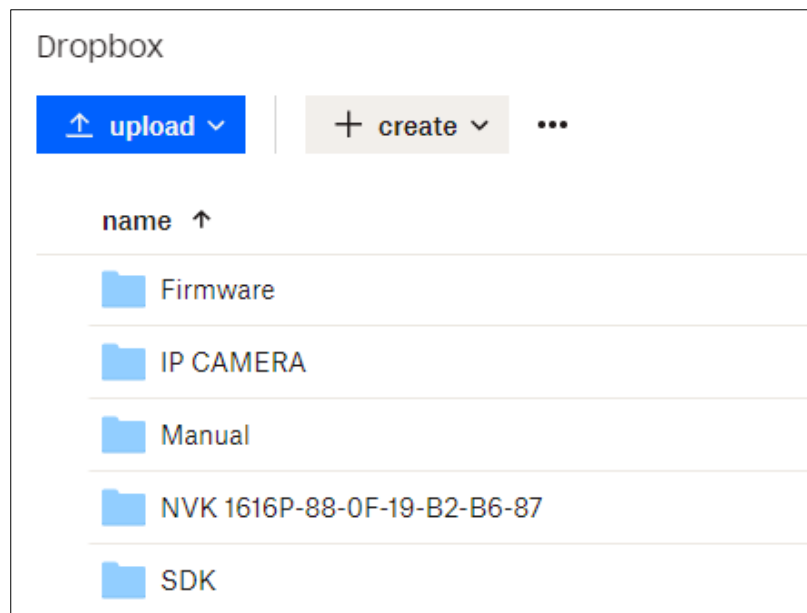 Dropbox
upload + create •••
name ↑
Firmware
IP CAMERA
Manual
NVK 1616P-88-0F-19-B2-B6-87
SDK